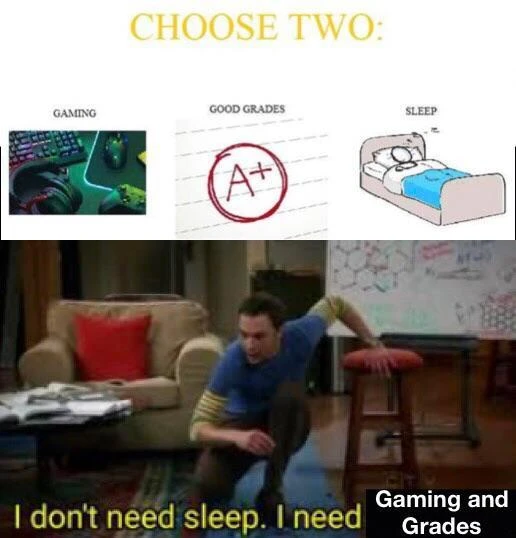 CHOOSE TWO:
GAMING
GOOD GRADES
SLEEP
A+
I don't need sleep. I need Gaming and
Grades